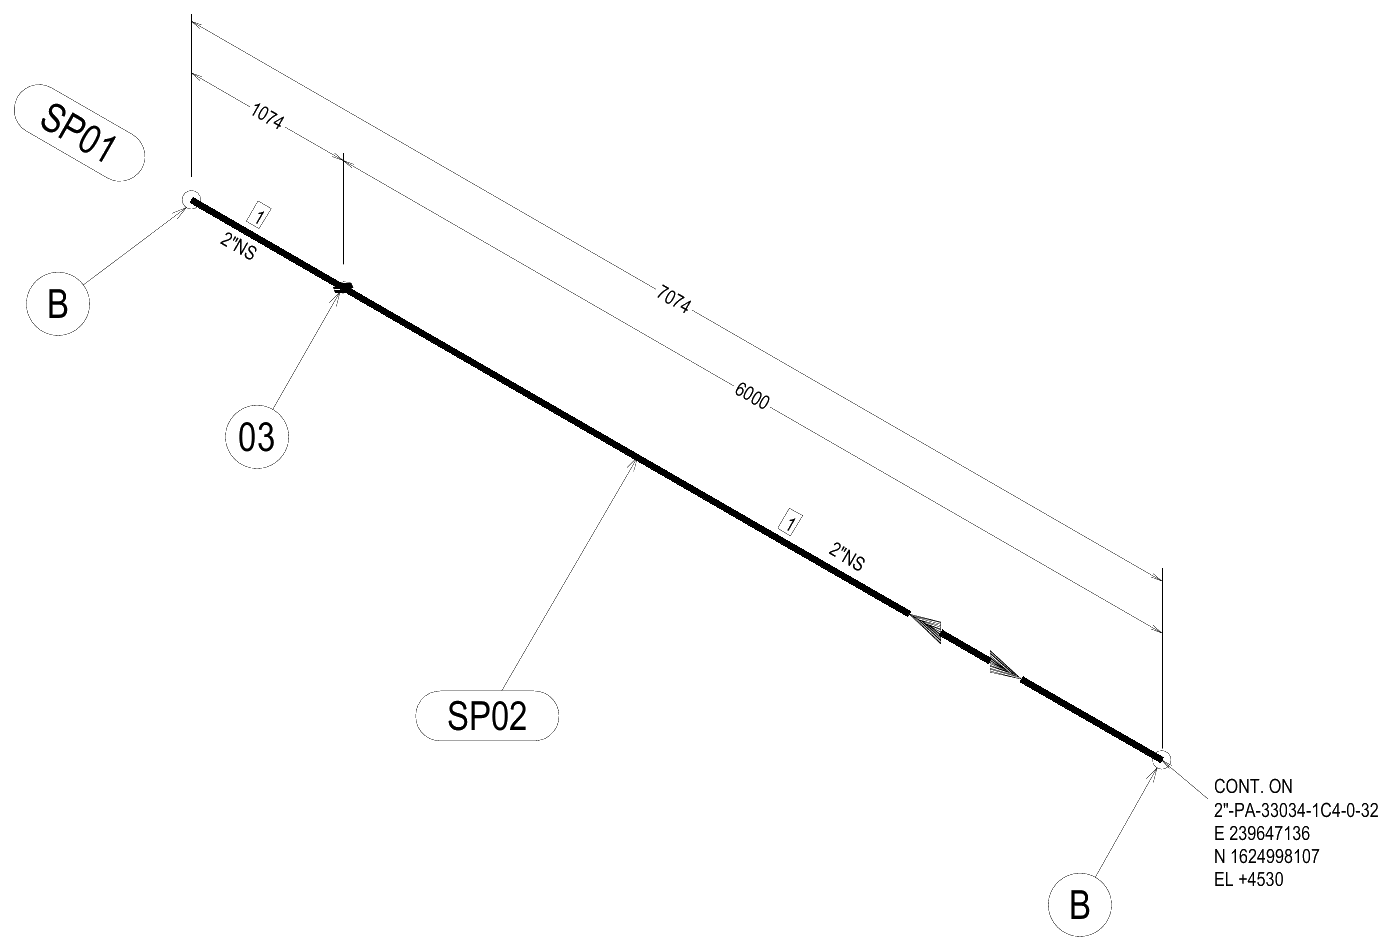 SP01
1074
1
2"NS
B
7074
6000
03
1
2"NS
SP02
CONT. ON
2"-PA-33034-1C4-0-32
E 239647136
N 1624998107
EL +4530
B